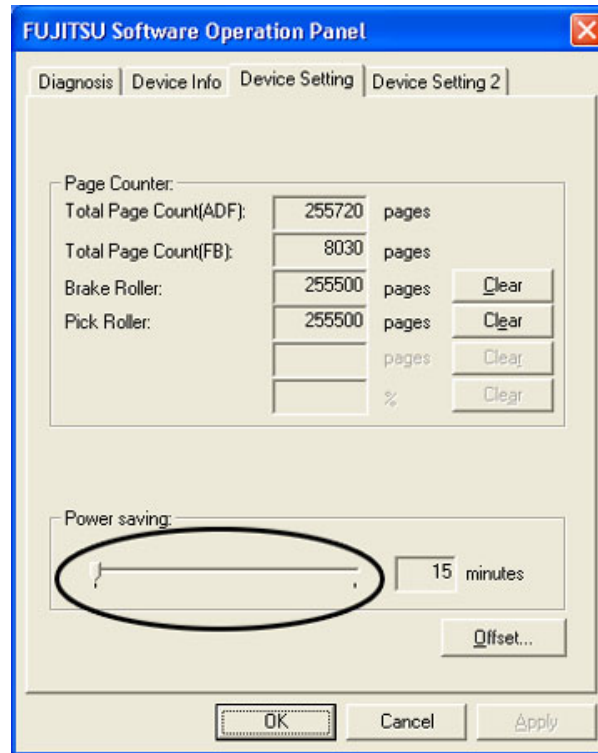 FUJITSU Software Operation Panel
Diagnosis Device Info Device Setting Device Setting 2
Page Counter:
Total Page Count(ADF): 255720 pages
Total Page Count(FB): 8030 pages
Brake Roller: 255500 pages Clear
Pick Roller: 255500 pages Clear
pages Clear
% Clear
Power saving:
15 minutes
Offset...
OK Cancel Apply